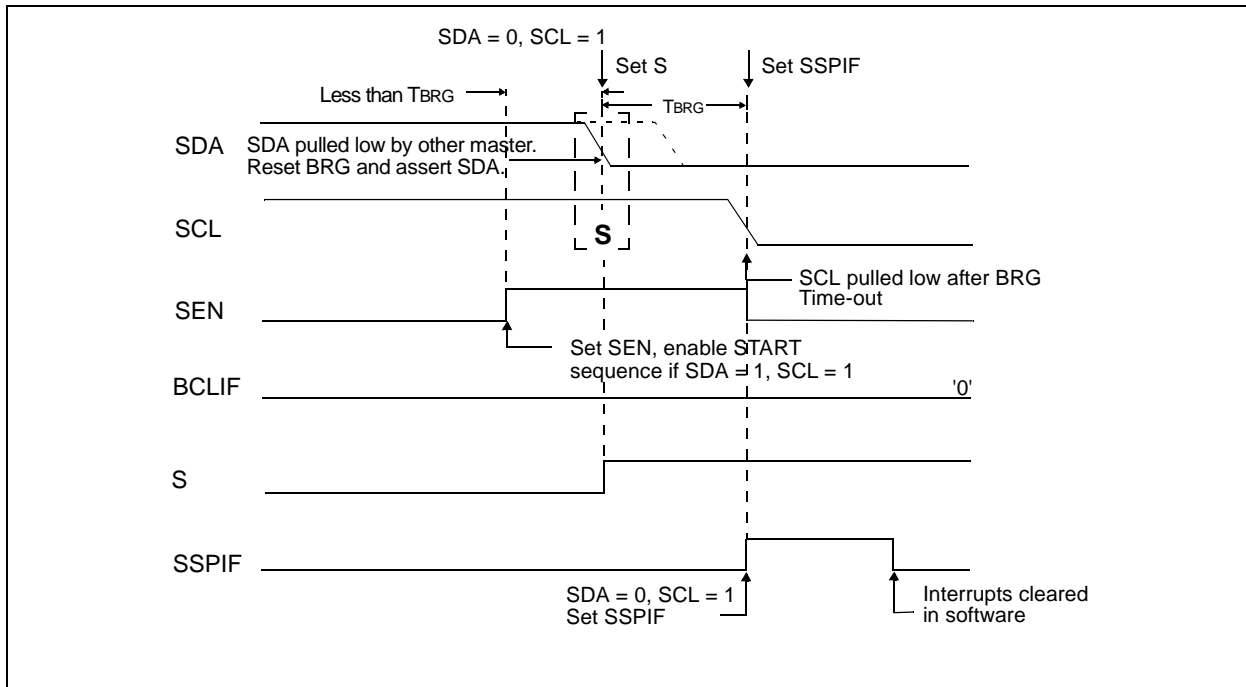 SDA = 0, SCL = 1
Set S
Set SSPIF
Less than TBRG
TBRG
SDA
SDA pulled low by other master.
Reset BRG and assert SDA.
SCL
S
SCL pulled low after BRG
Time-out
SEN
Set SEN, enable START
sequence if SDA = 1, SCL = 1
BCLIF
'0'
S
SSPIF
SDA = 0, SCL = 1
Set SSPIF
Interrupts cleared
in software